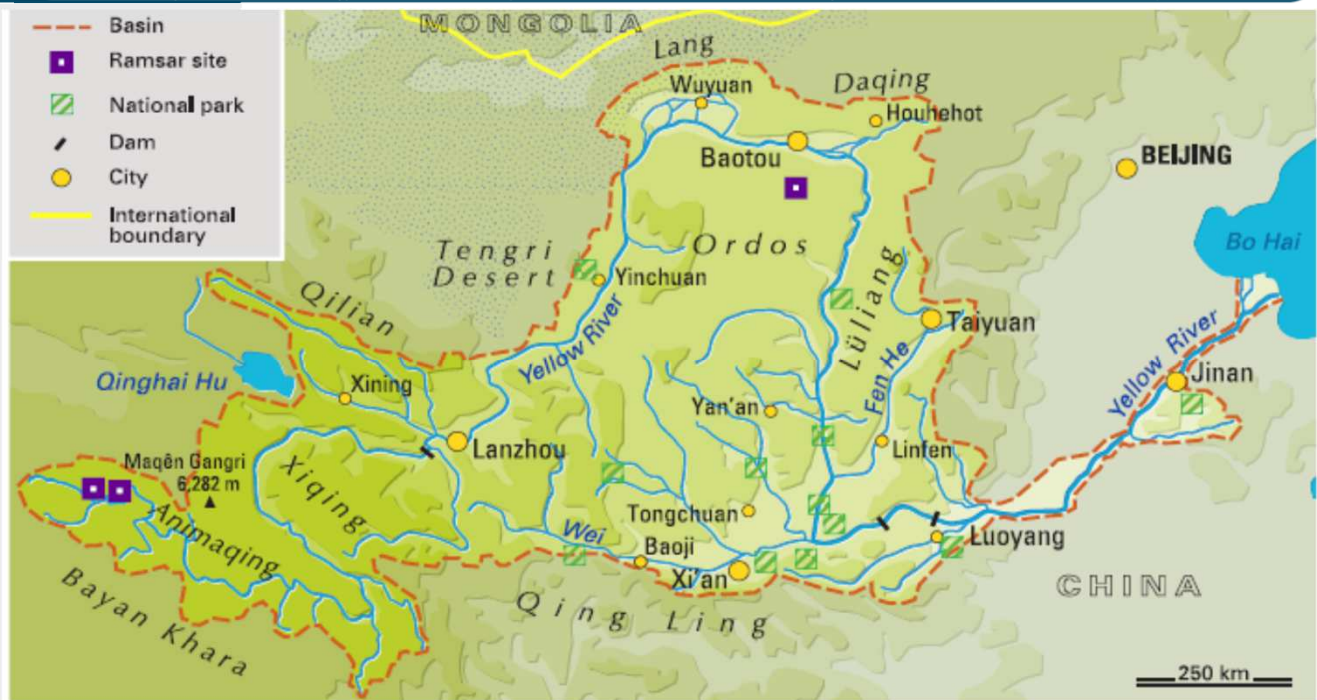 Basin
Ramsar site
National park
Dam
City
International
boundary
MONGOLIA
Lang
Wuyuan
Daqing
Houhehot
Baotou
BEIJING
Bo Hai
Tengri
Desert
Ordos
Yinchuan
Qilian
Yellow River
Lüliang
Taiyuan
Fen He
Yellow River
Jinan
Qinghai Hu
Xining
Yan'an
Lanzhou
Linfen
Maqên Gangri
6,282 m
Xiqing
Animaqing
Tongchuan
Wei
Baoji
Luoyang
Xi'an
Bayan Khara
Qing Ling
CHINA
250 km